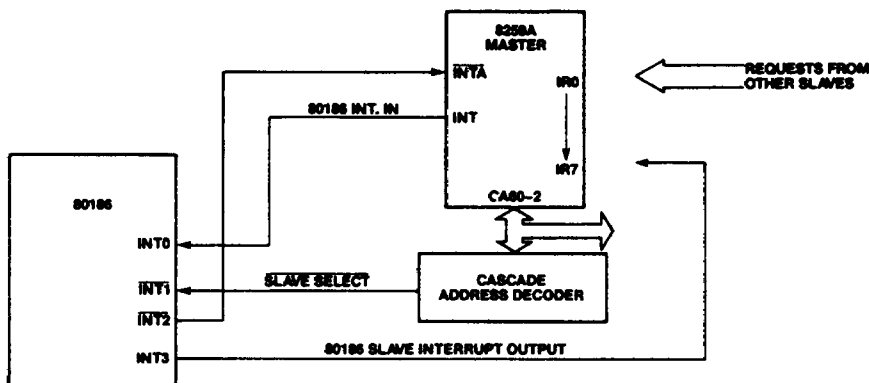 8259A
MASTER
INTA
IR0
REQUESTS FROM
OTHER SLAVES
80186 INT. IN
INT
IR7
CAS0-2
80186
INT0
SLAVE SELECT
CASCADE
ADDRESS DECODER
INT1
INT2
INT3
80186 SLAVE INTERRUPT OUTPUT